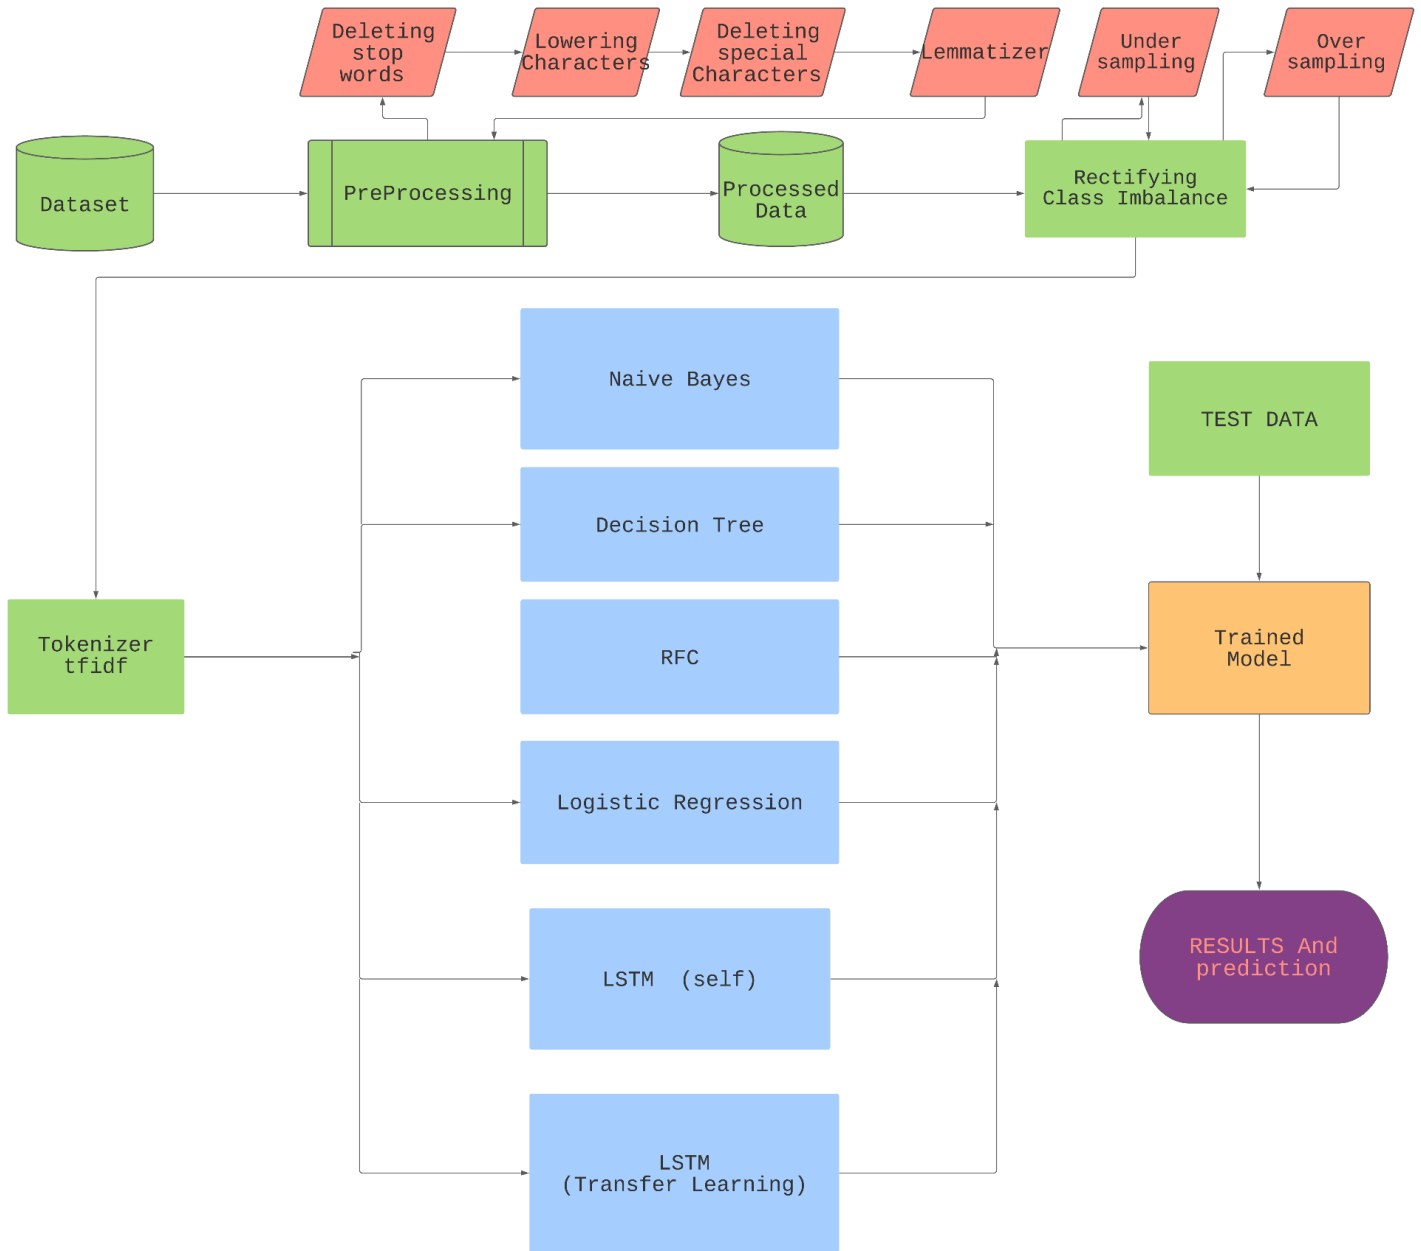 Deleting
stop
words
Lowering
Characters
Deleting
special
Characters
Lemmatizer
Under
sampling
Over
sampling
Dataset
PreProcessing
Processed
Data
Rectifying
Class Imbalance
Naive Bayes
TEST DATA
Decision Tree
Tokenizer
tfidf
RFC
Trained
Model
Logistic Regression
LSTM  (self)
RESULTS And
prediction
LSTM
(Transfer Learning)